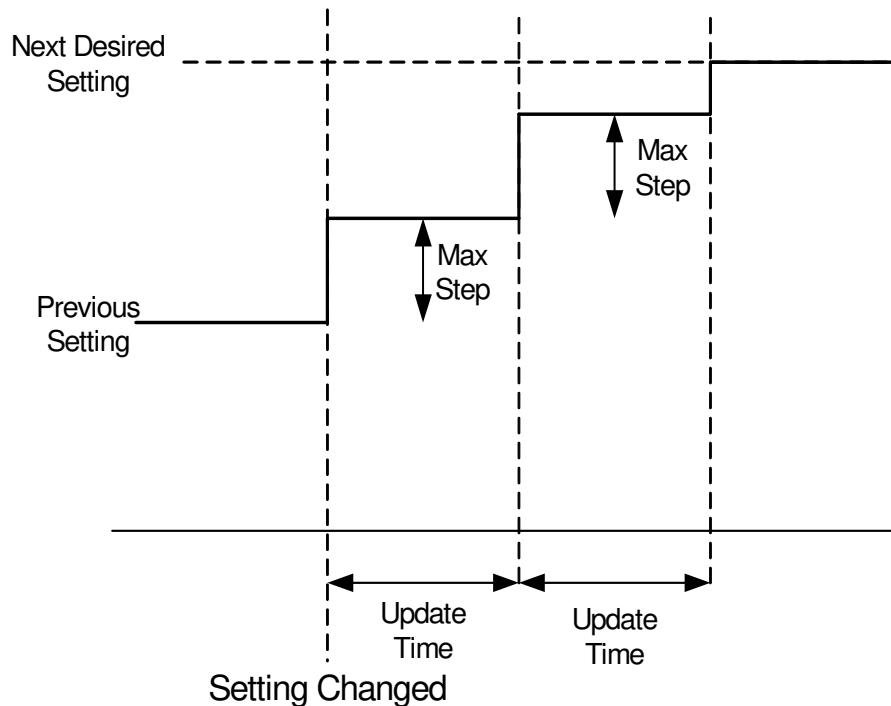 Next Desired
Setting
Max
Step
Max
Step
Previous
Setting
Update
Time
Update
Time
Setting Changed